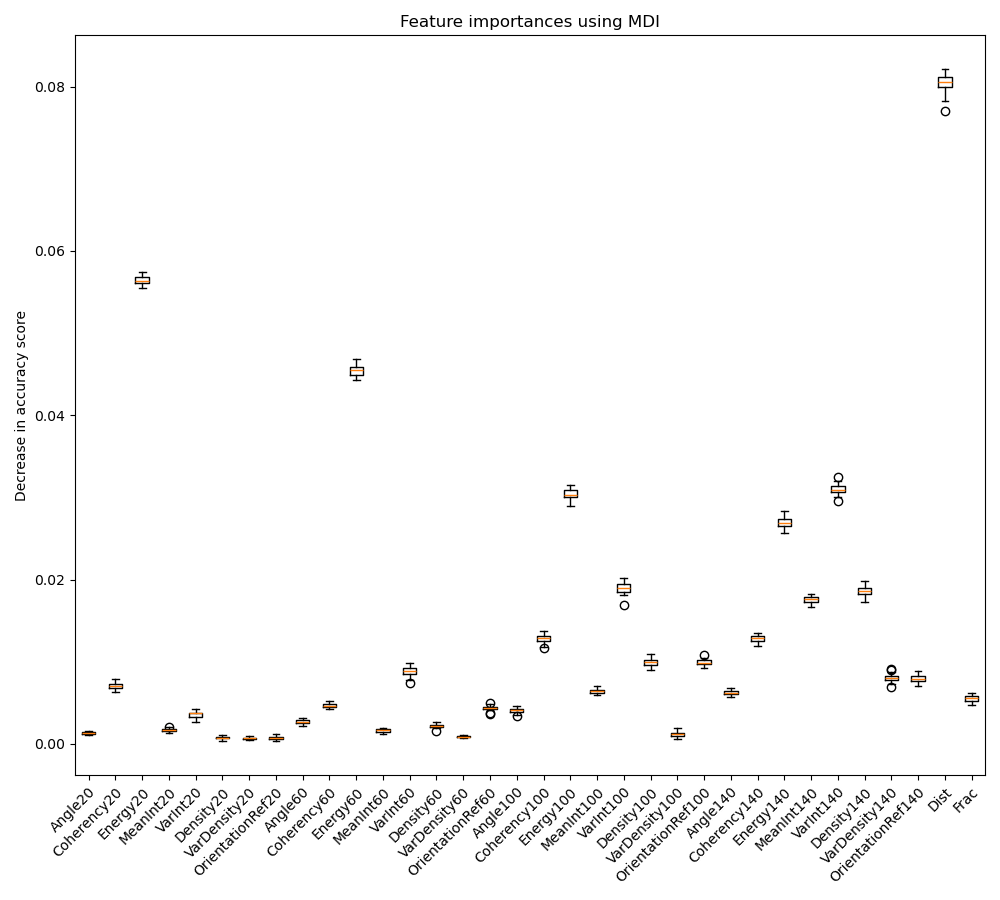 Feature importances using MDI
Decrease in accuracy score
0.08
0.06
0.04
0.02
0.00
Angle20
Coherency20
Energy20
MeanInt20
VarInt20
Density20
VarDensity20
OrientationRef20
Angle60
Coherency60
Energy60
MeanInt60
VarInt60
Density60
VarDensity60
OrientationRef60
Angle100
Coherency100
Energy100
MeanInt100
VarInt100
Density100
VarDensity100
OrientationRef100
Angle140
Coherency140
Energy140
MeanInt140
VarInt140
Density140
VarDensity140
OrientationRef140
Dist
Frac